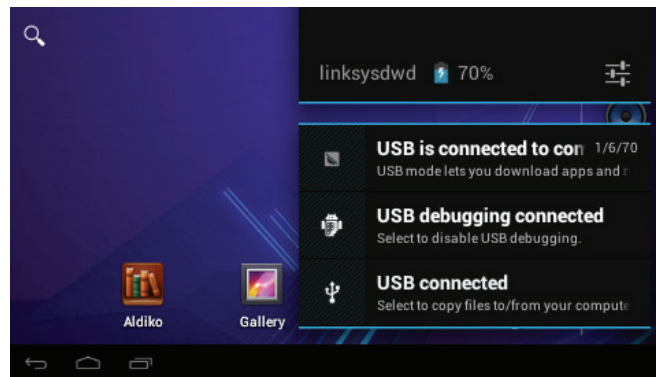 linksysdwd 70%
USB is connected to con 1/6/70
USB mode lets you download apps and
USB debugging connected
Select to disable USB debugging.
USB connected
Select to copy files to/from your compute
Aldiko
Gallery